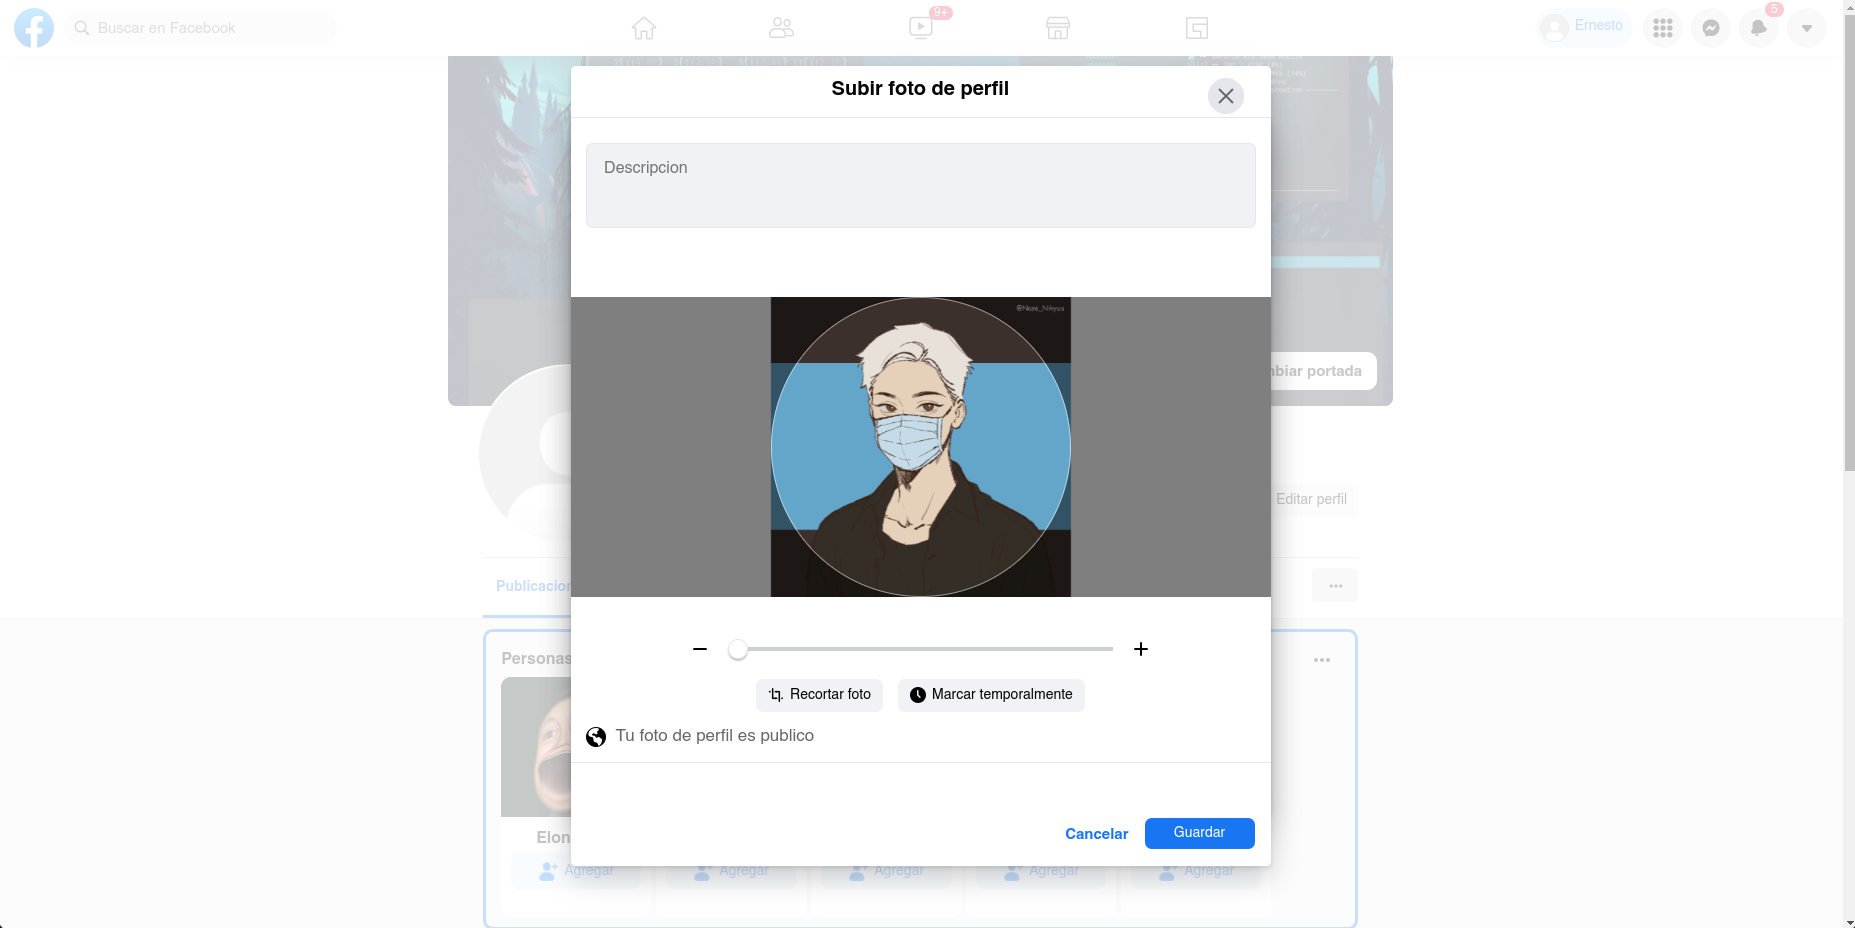 Buscar en Facebook
9+
Ernesto
5
Subir foto de perfil
Descripcion
@Nose_Nikyua
biar portada
Editar perfil
Publicacion
Tu foto de perfil es publico
Personas
Recortar foto
Marcar temporalmente
Elon
Cancelar
Guardar
Agregar
Agregar
Agregar
Agregar
Agregar